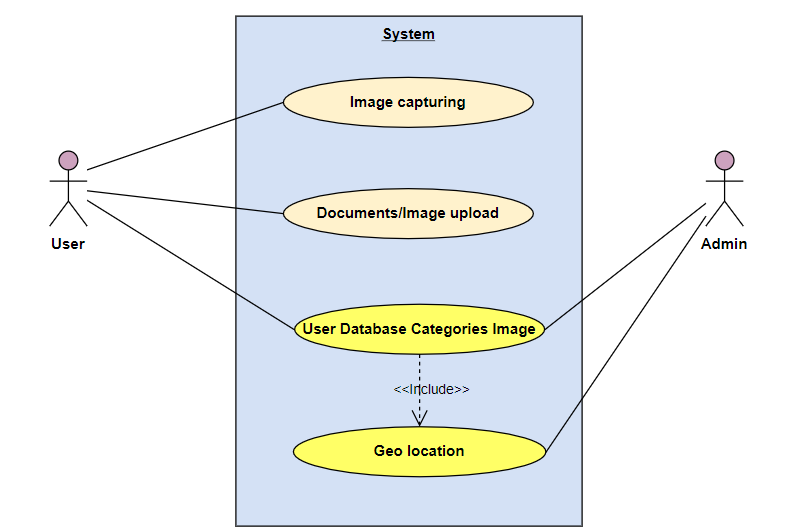 System
Image capturing
Documents/Image upload
User
Admin
User Database Categories Image
<<Include>>
Geo location